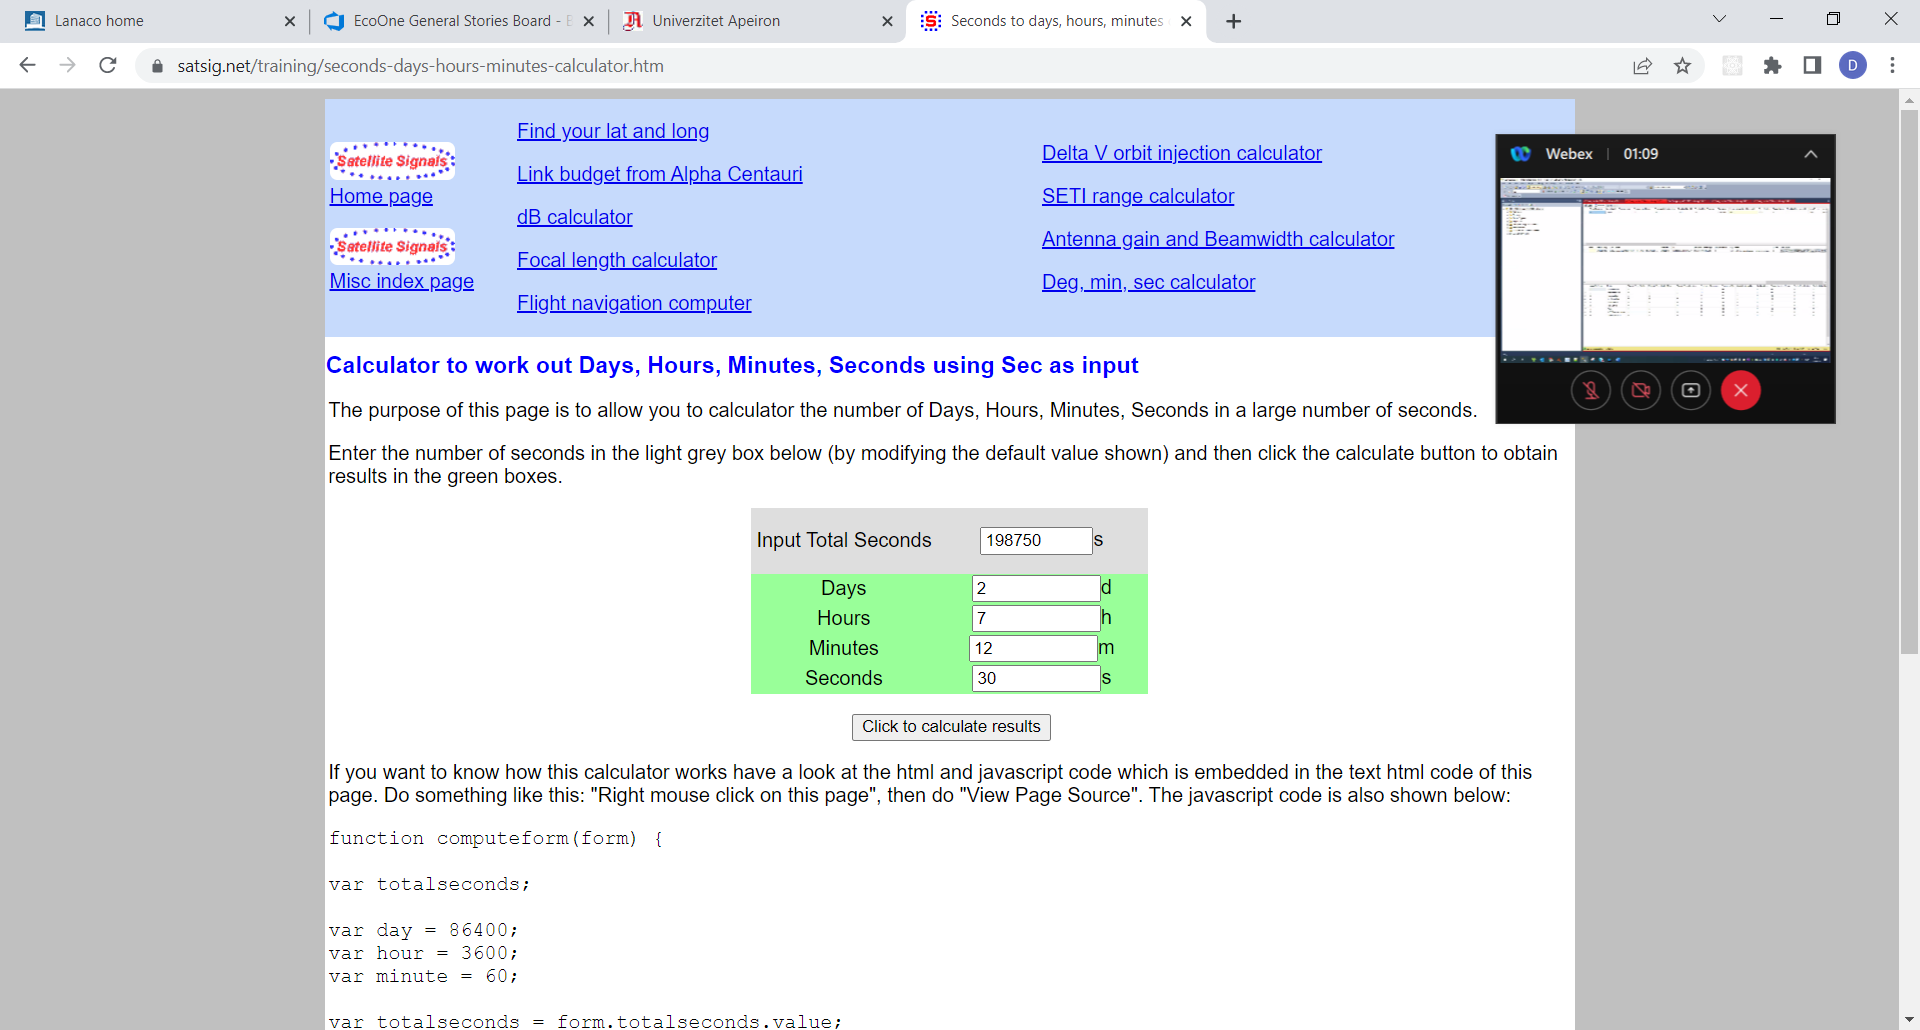 Lanaco home
EcoOne General Stories Board -
Univerzitet Apeiron
Seconds to days, hours, minutes
satsig.net/training/seconds-days-hours-minutes-calculator.htm
D
Satellite Signals
Home page
Satellite Signals
Misc index page
Find your lat and long
Link budget from Alpha Centauri
dB calculator
Focal length calculator
Flight navigation computer
Delta V orbit injection calculator
SETI range calculator
Antenna gain and Beamwidth calculator
Deg, min, sec calculator
Webex | 01:09
Calculator to work out Days, Hours, Minutes, Seconds using Sec as input
The purpose of this page is to allow you to calculator the number of Days, Hours, Minutes, Seconds in a large number of seconds.
Enter the number of seconds in the light grey box below (by modifying the default value shown) and then click the calculate button to obtain
results in the green boxes.
Input Total Seconds 198750 s
Days 2 d
Hours 7 h
Minutes 12 m
Seconds 30 s
Click to calculate results
If you want to know how this calculator works have a look at the html and javascript code which is embedded in the text html code of this
page. Do something like this: "Right mouse click on this page", then do "View Page Source". The javascript code is also shown below:
function computeform(form) {
var totalseconds;
var day = 86400;
var hour = 3600;
var minute = 60;
var totalseconds = form.totalseconds.value;